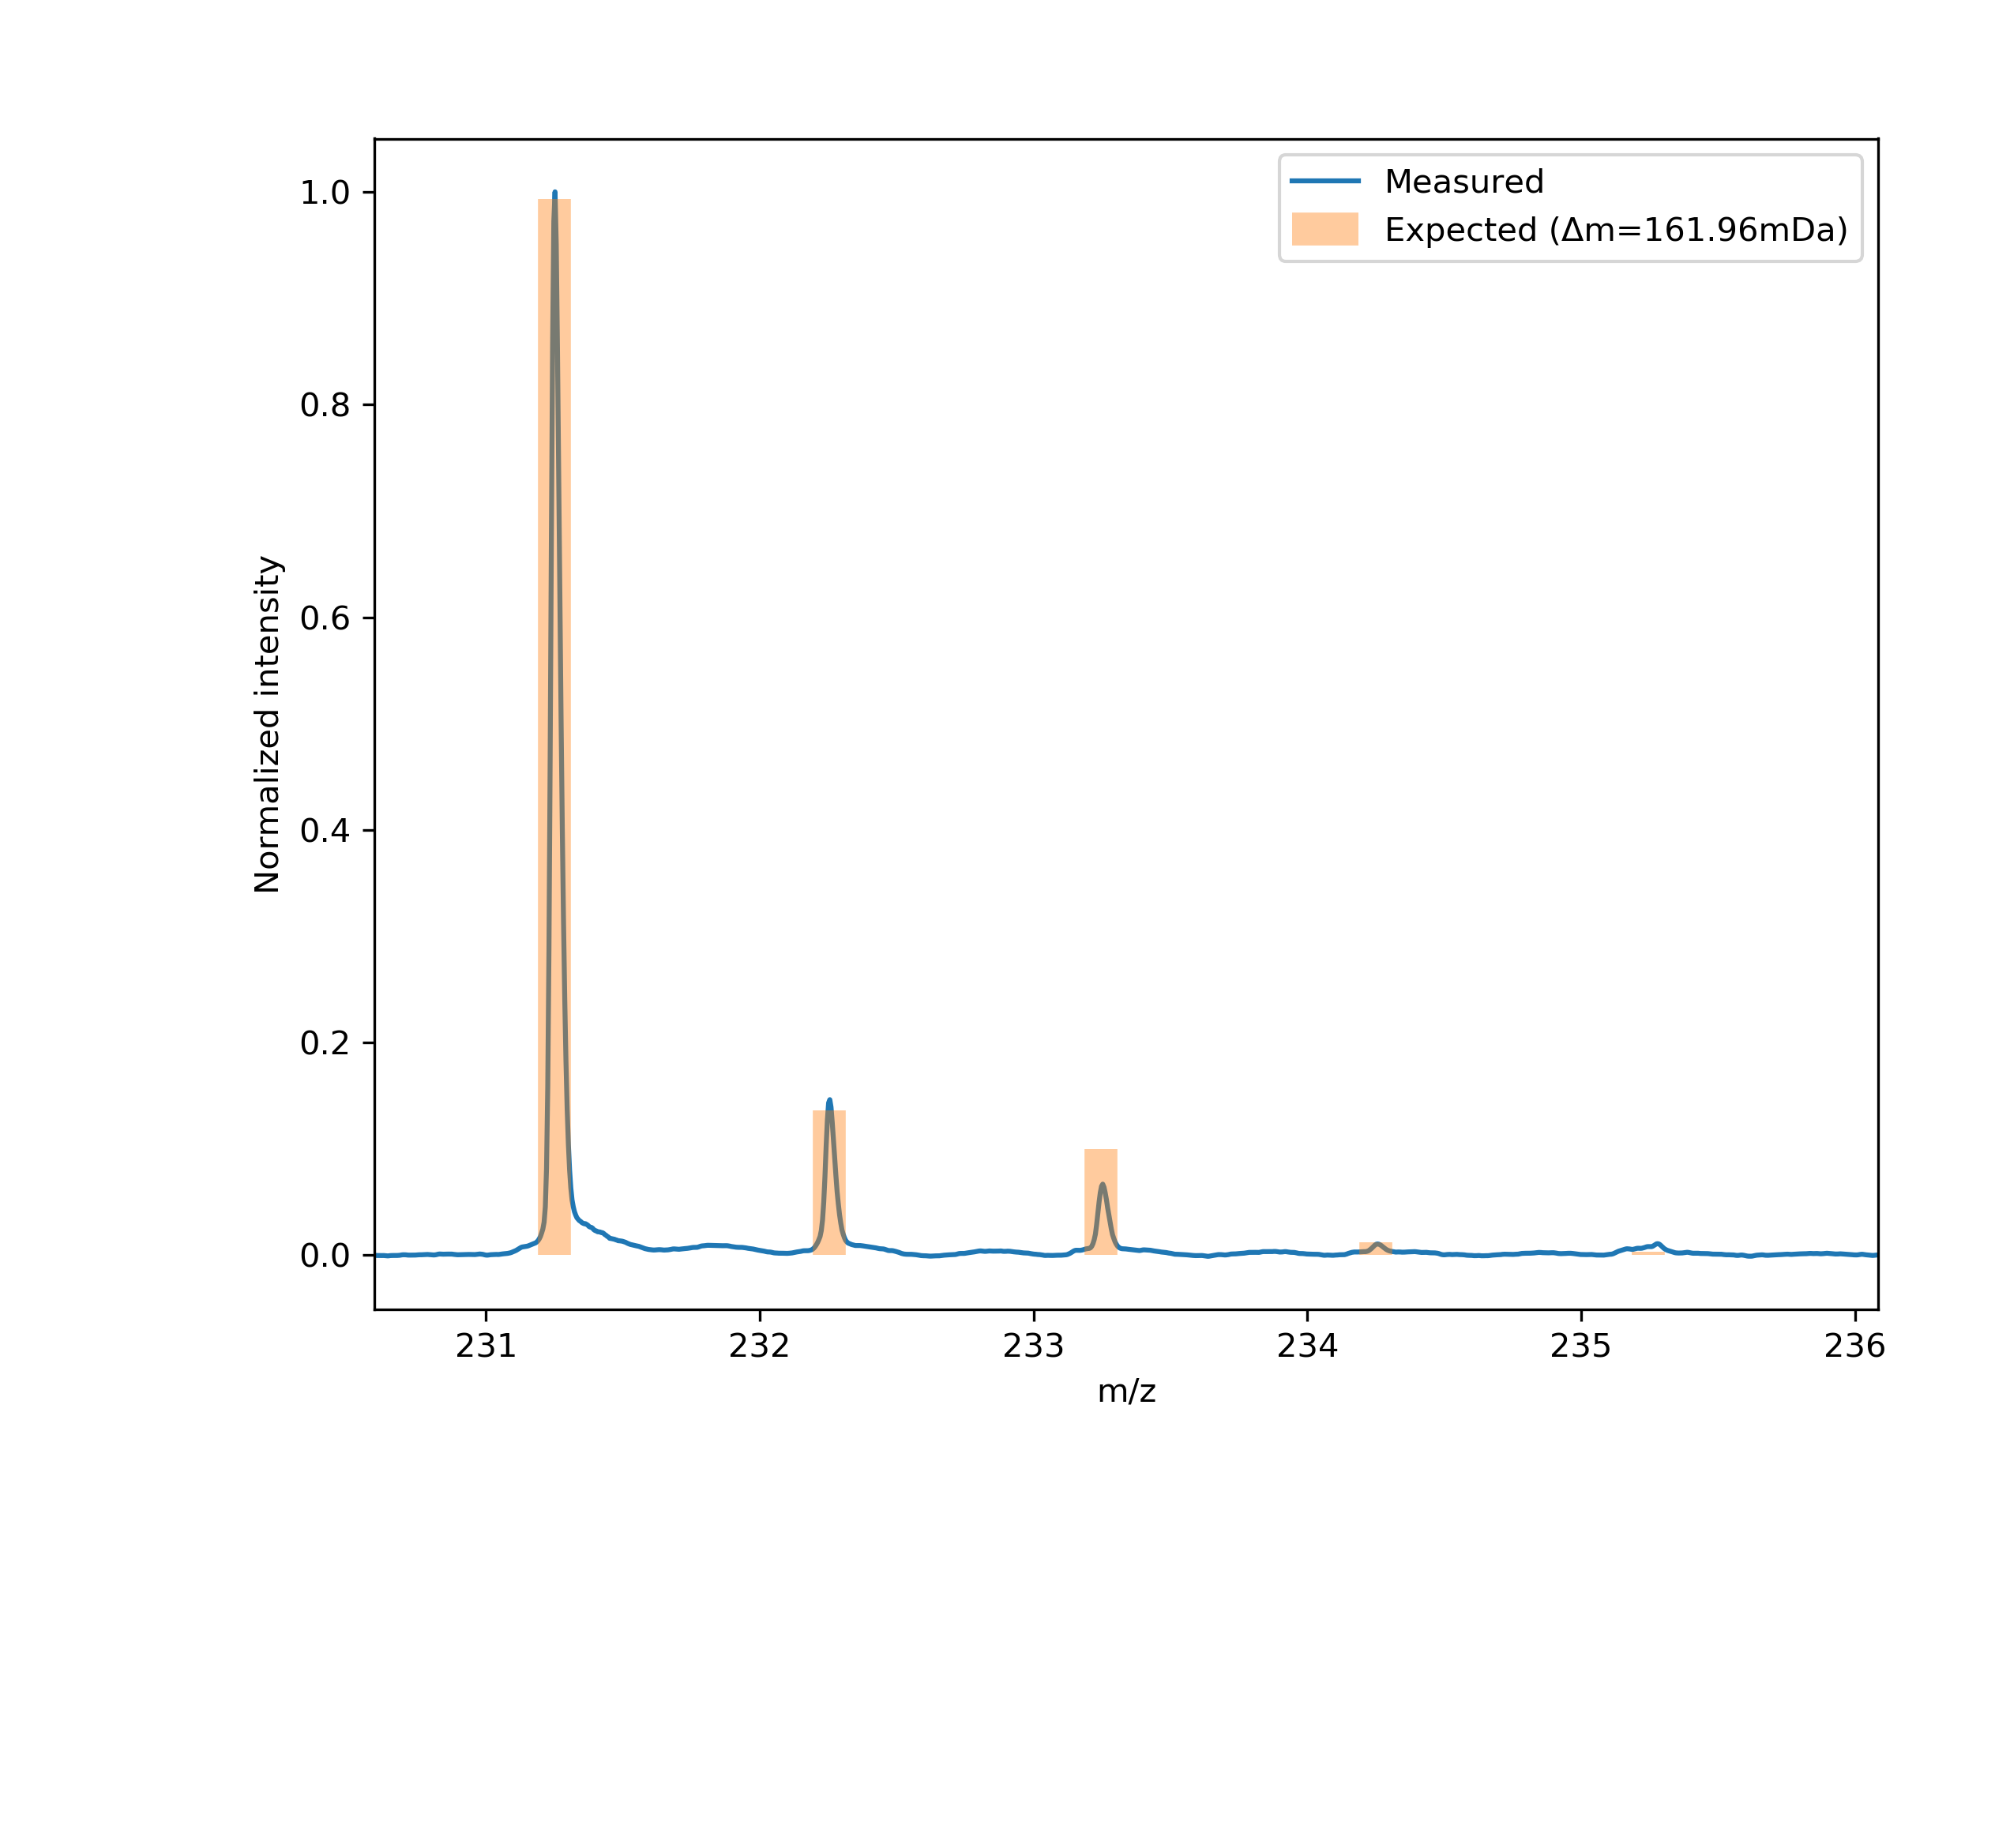 Measured
Expected (Δm=161.96mDa)
1.0
0.8
0.6
0.4
0.2
0.0
Normalized intensity
231 232 233 234 235 236
m/z